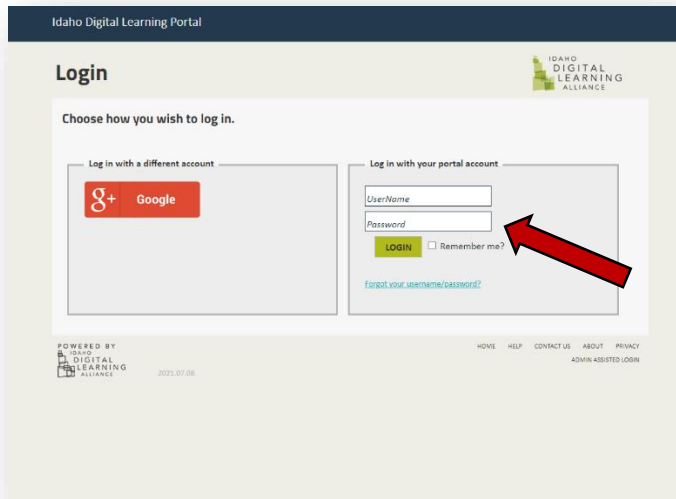 Idaho Digital Learning Portal
Login
IDAHO
DIGITAL
LEARNING
ALLIANCE
Choose how you wish to log in.
Log in with a different account
g+ Google
Log in with your portal account
UserName
Password
LOGIN Remember me?
Forgot your username/password?
POWERED BY
IDAHO
DIGITAL
LEARNING
ALLIANCE
2021.07.08
HOME HELP CONTACT US ABOUT PRIVACY
ADMIN ASSISTED LOGIN